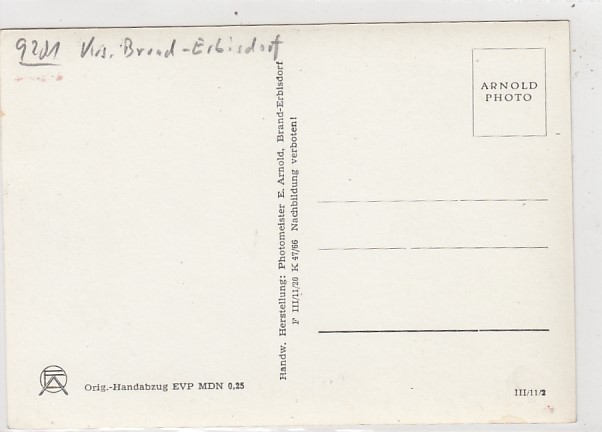 9201 Krs. Brand-Erbisdorf
ARNOLD
PHOTO
Handw. Herstellung: Photomeister E. Arnold, Brand-Erbisdorf
F III/11/20 K 47/66 Nachbildung verboten!
Orig.-Handabzug EVP MDN 0,25
III/11/2